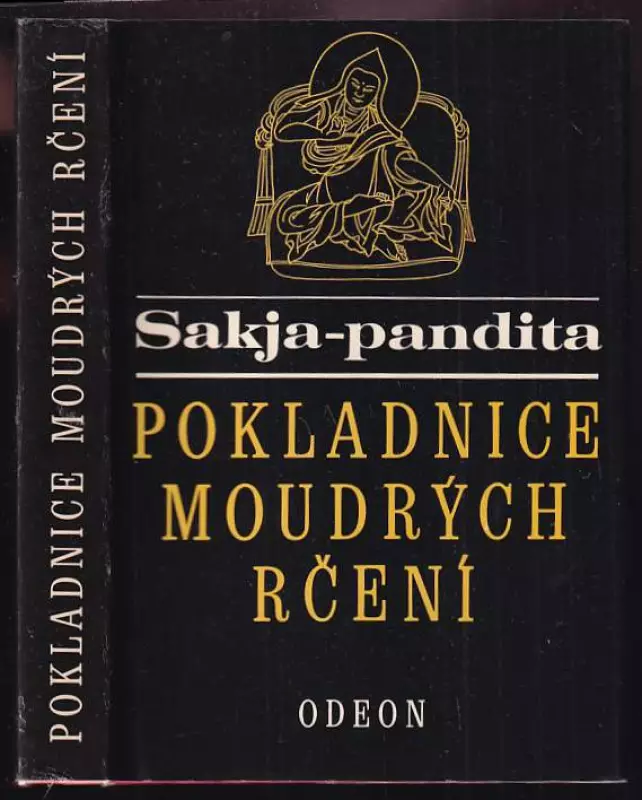 POKLADNICE MOUDRÝCH RČENÍ
Sakja-pandita
POKLADNICE
MOUDRÝCH
RČENÍ
ODEON